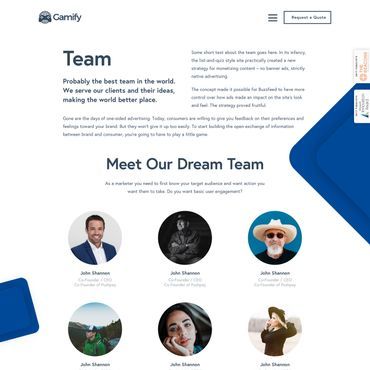 Gamify
Request a Quote
Team
Probably the best team in the world.
We serve our clients and their ideas,
making the world better place.
Some short text about the team goes here. In its infancy,
the list-and-quiz style site practically created a new
strategy for monetizing content – no banner ads, strictly
native advertising.
The concept made it possible for Buzzfeed to have more
control over how ads made an impact on the site's look
and feel. The strategy proved fruitful.
Gone are the days of one-sided advertising. Today, consumers are willing to give you feedback on their preferences and
feelings toward your brand. But they won't give it up too easily. To start building the open-exchange of information
between brand and consumer, you're going to have to play a little game.
Meet Our Dream Team
As a marketer you need to first know your target audience and want action you
want them to take. Do you want basic user engagement?
John Shannon
Co-Founder / CEO
Co-Founder of Pushpay
John Shannon
Co-Founder / CEO
Co-Founder of Pushpay
John Shannon
Co-Founder / CEO
Co-Founder of Pushpay